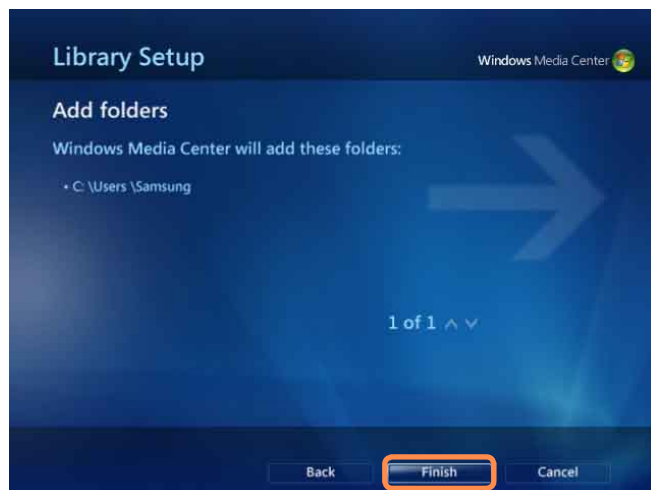 Library Setup
Windows Media Center
Add folders
Windows Media Center will add these folders:
• C: \Users \Samsung
1 of 1
Back Finish Cancel